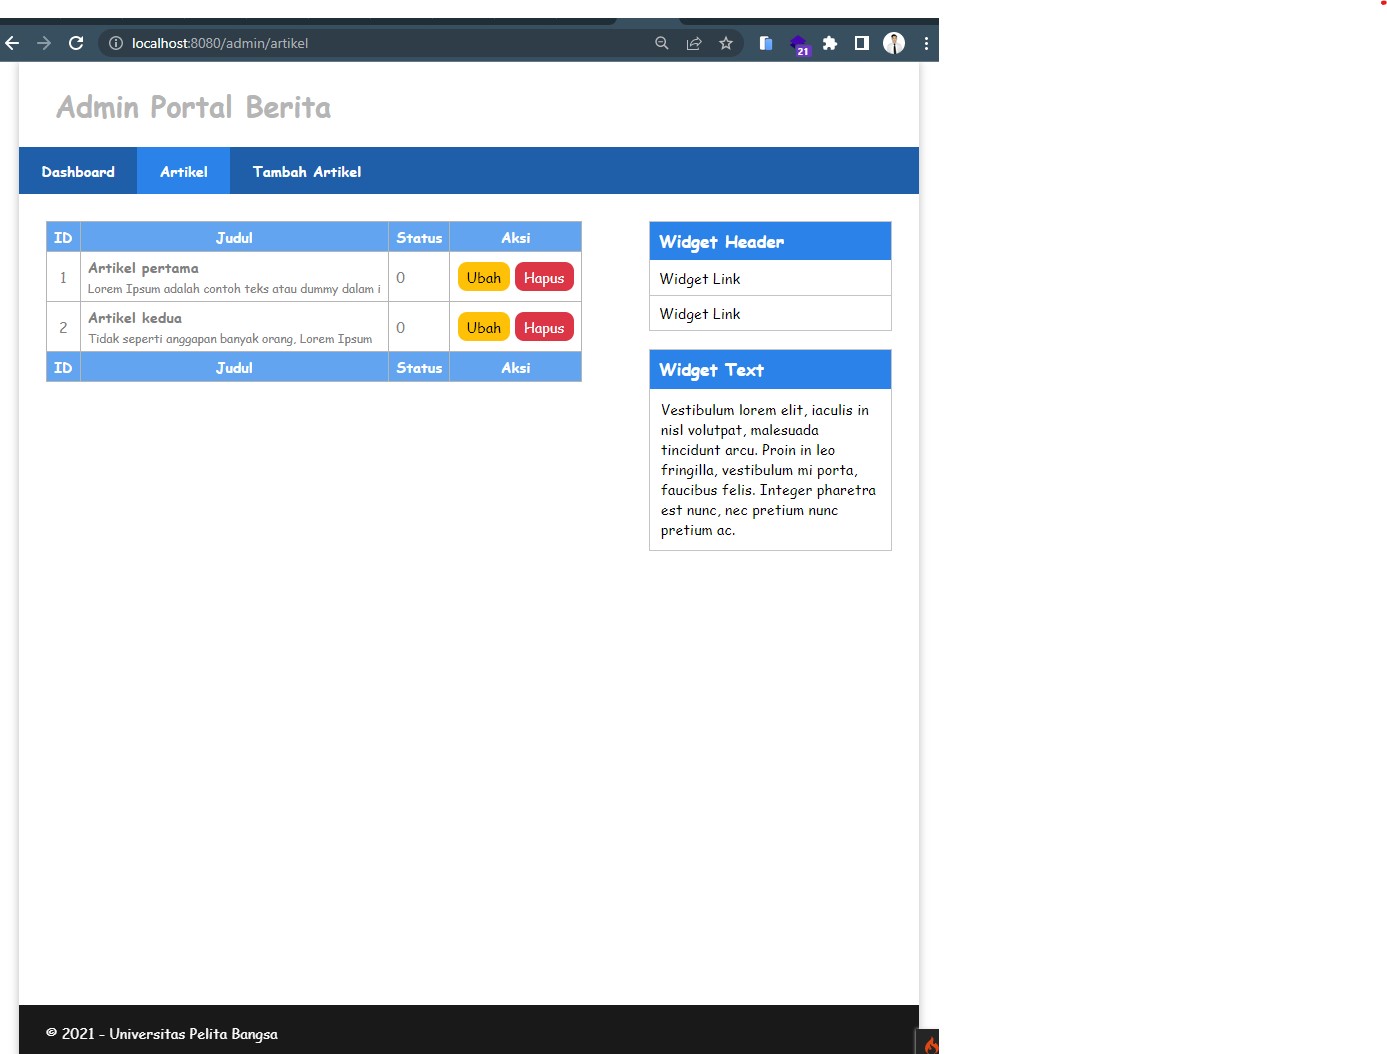 localhost:8080/admin/artikel
21
Admin Portal Berita
Dashboard Artikel Tambah Artikel
ID Judul Status Aksi
1 Artikel pertama 0 Ubah Hapus
Lorem Ipsum adalah contoh teks atau dummy dalam i
2 Artikel kedua 0 Ubah Hapus
Tidak seperti anggapan banyak orang, Lorem Ipsum
ID Judul Status Aksi
Widget Header
Widget Link
Widget Link
Widget Text
Vestibulum lorem elit, iaculis in
nisl volutpat, malesuada
tincidunt arcu. Proin in leo
fringilla, vestibulum mi porta,
faucibus felis. Integer pharetra
est nunc, nec pretium nunc
pretium ac.
© 2021 - Universitas Pelita Bangsa